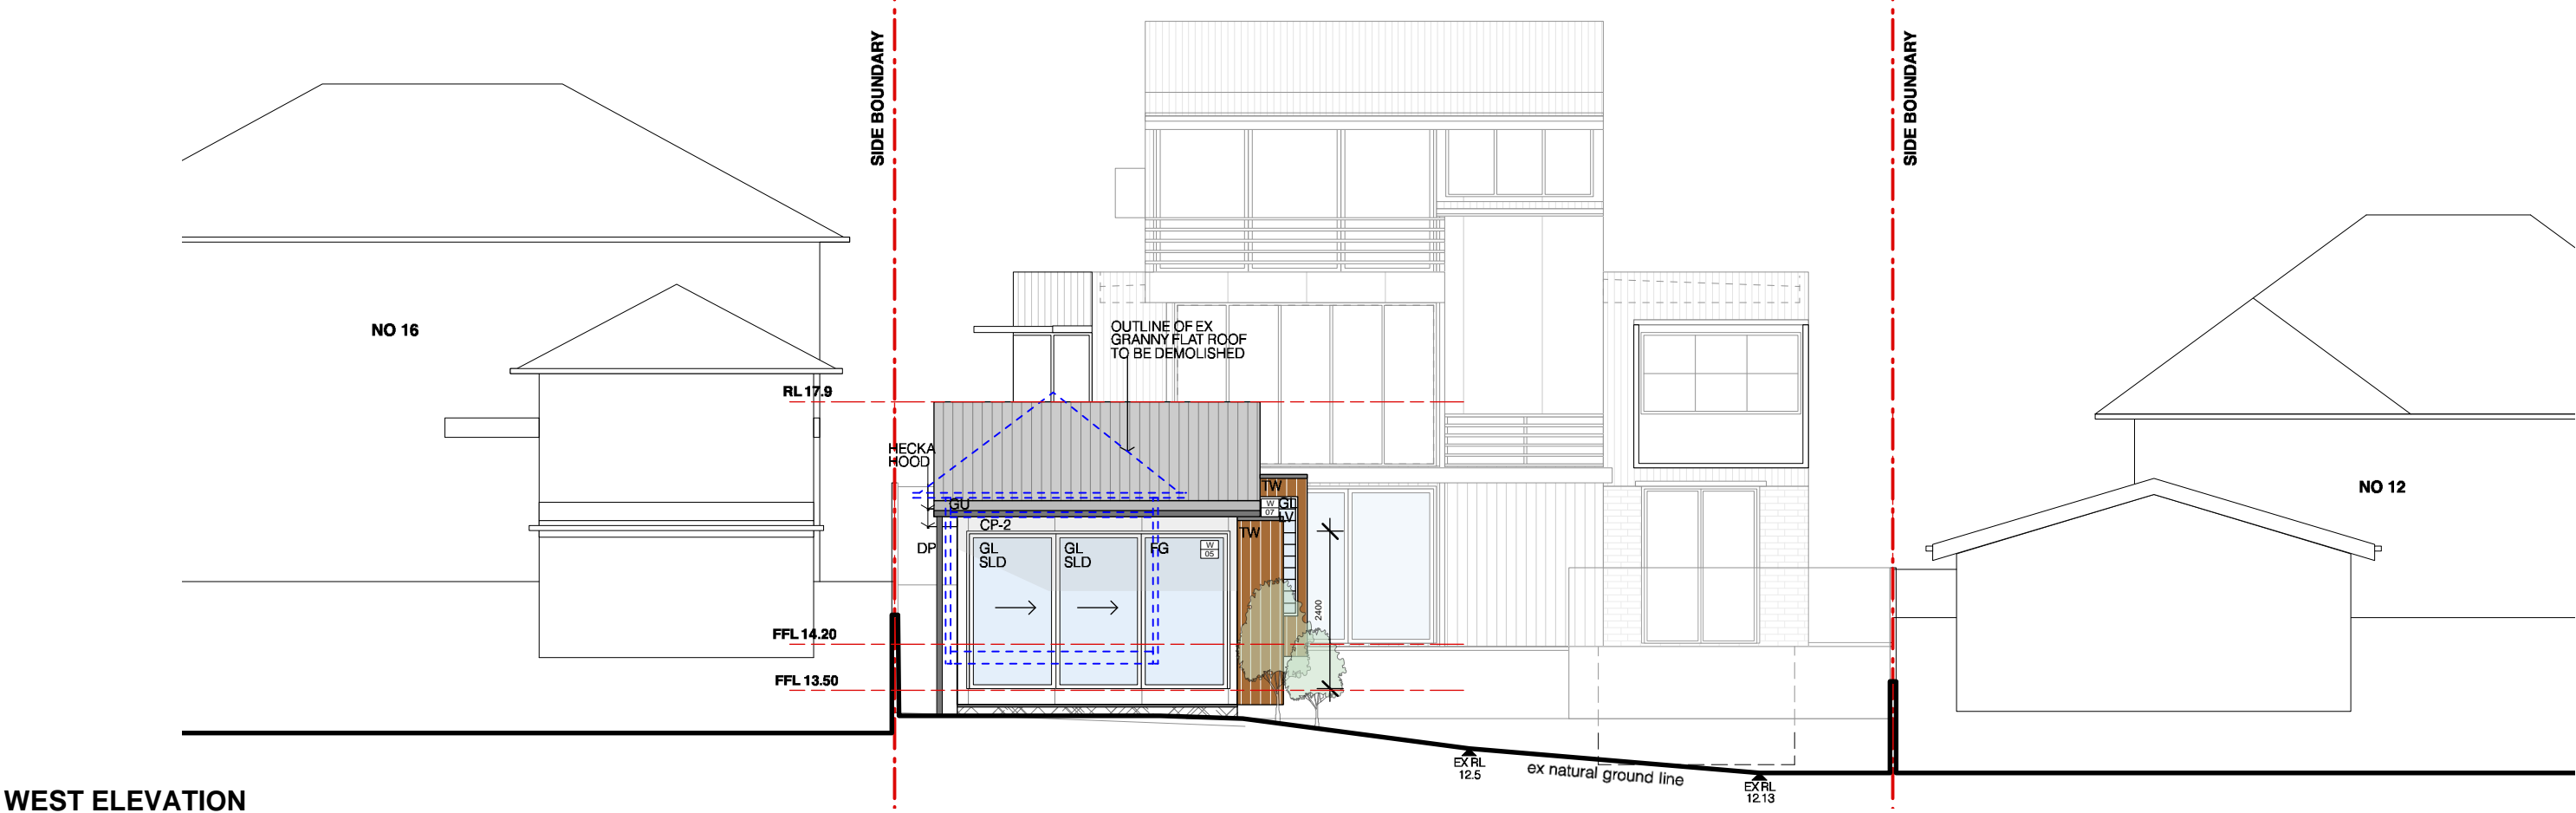 SIDE BOUNDARY
SIDE BOUNDARY
NO 16
OUTLINE OF EX
GRANNY FLAT ROOF
TO BE DEMOLISHED
RL 17.9
HECKA
HOOD
NO 12
TW
GU
W
07
GL
LV
CP-2
TW
DP
GL
SLD
GL
SLD
FG
W
05
2400
FFL 14.20
FFL 13.50
EX RL
12.5
ex natural ground line
EX RL
12.13
WEST ELEVATION